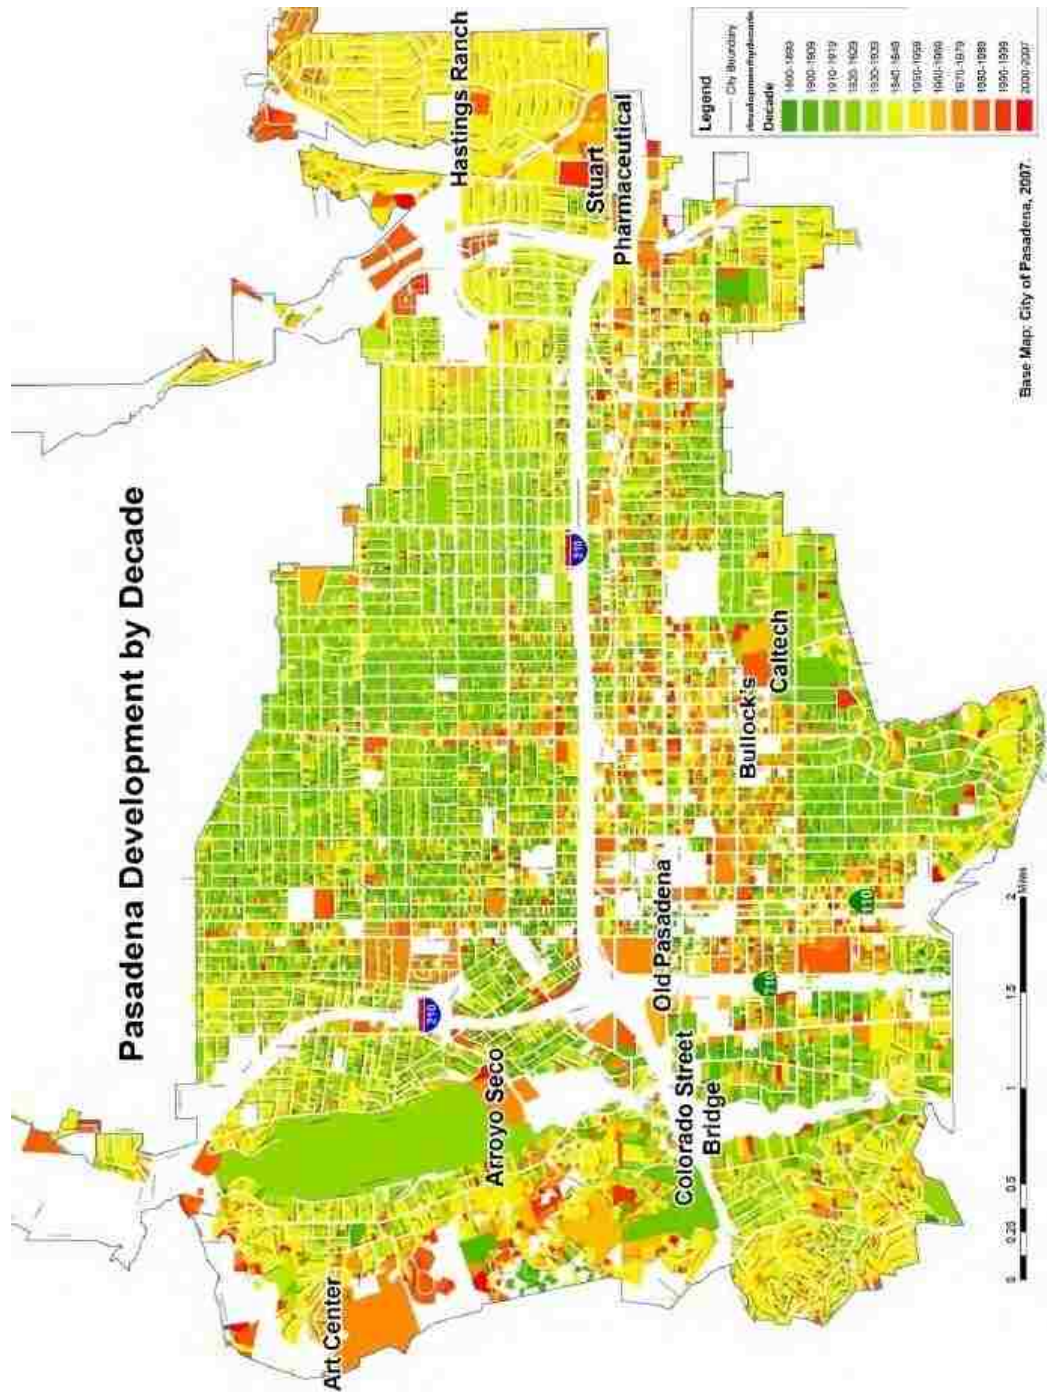 Pasadena Development by Decade
Hastings Ranch
Stuart
Pharmaceutical
210
Caltech
Bullock's
Old Pasadena
110
710
210
Arroyo Seco
Colorado Street
Bridge
Art Center
Legend
City Boundary
Decade
1900-1909
1910-1919
1920-1929
1930-1939
1940-1949
1950-1959
1960-1969
1970-1979
1980-1989
1990-1999
2000-2007
Base Map: City of Pasadena, 2007.
0 0.25 0.5 1 1.5 2
Miles